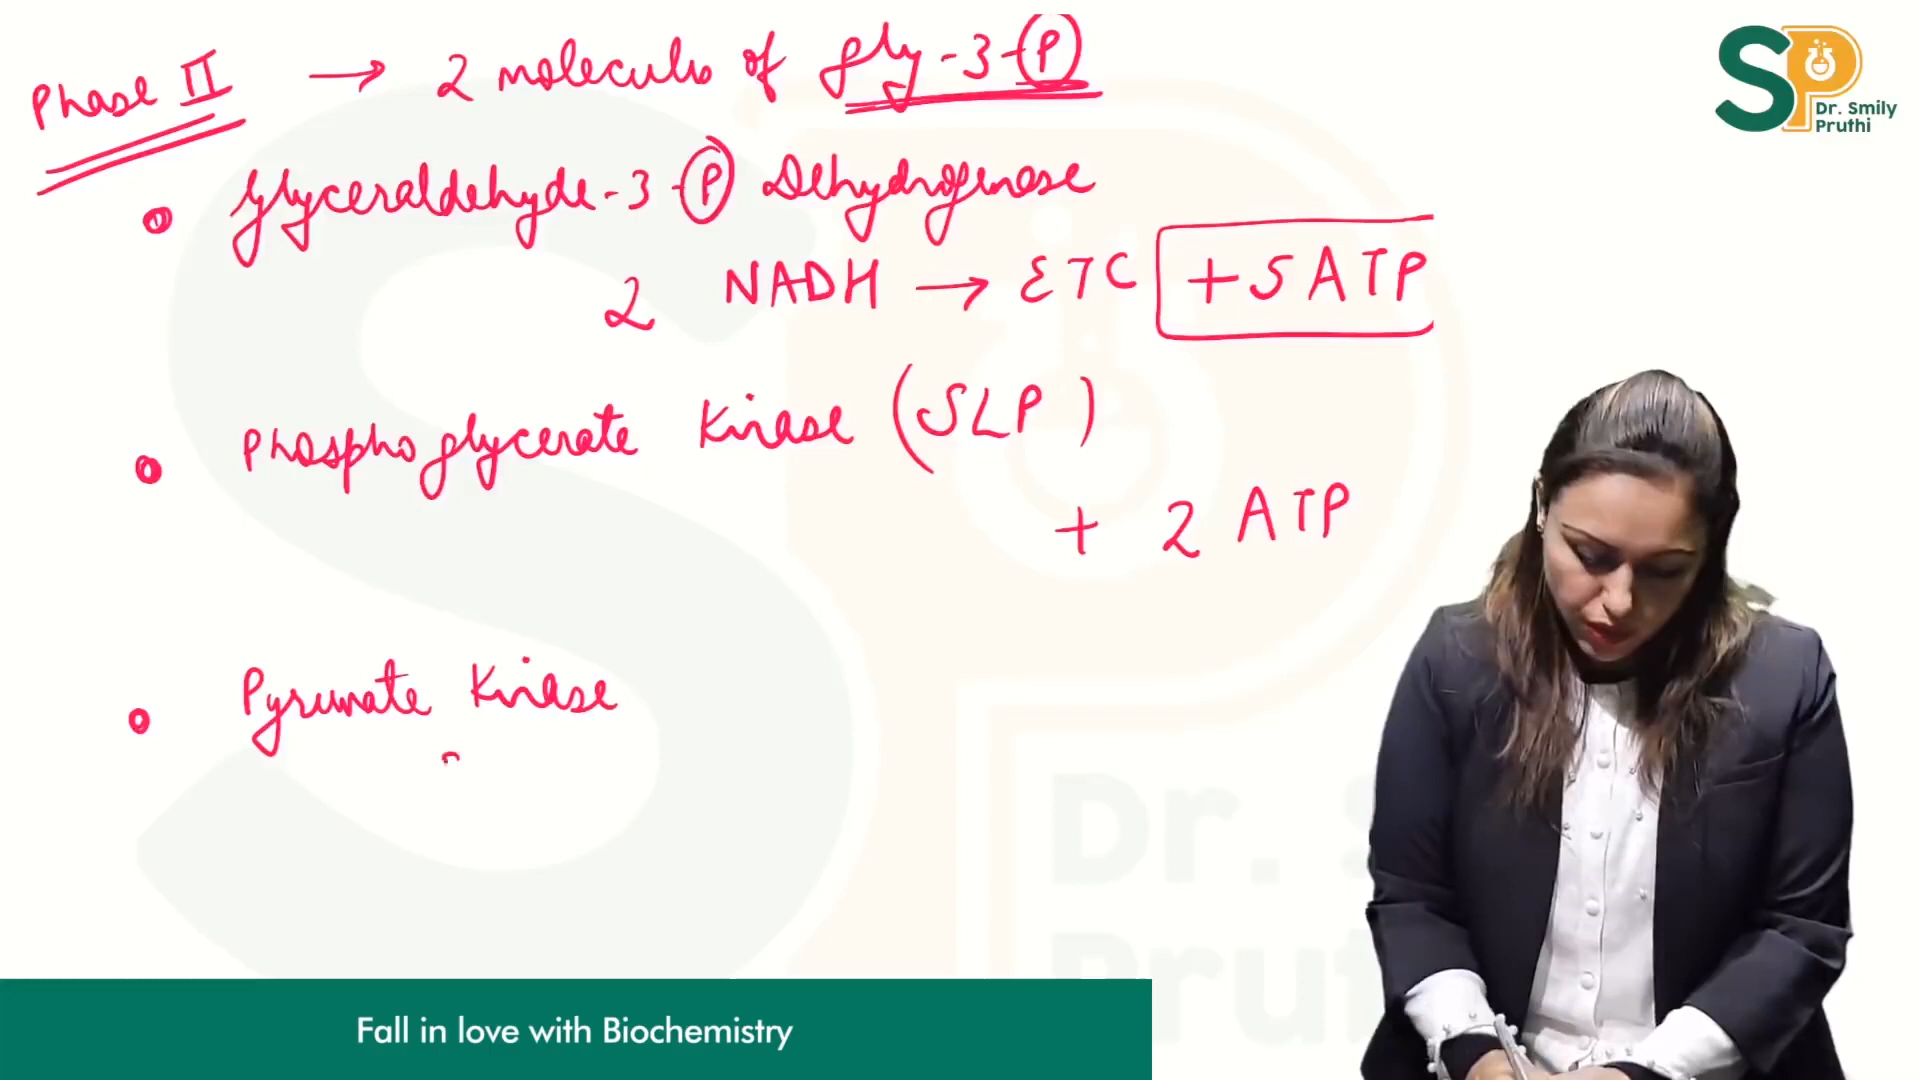 Phase II → 2 molecules of gly-3-P
Glyceraldehyde-3-P Dehydrogenase
2 NADH → ETC +5 ATP
Phosphoglycerate Kinase (SLP)
+ 2 ATP
Pyruvate Kinase
SP
Dr. Smily
Pruthi
Fall in love with Biochemistry